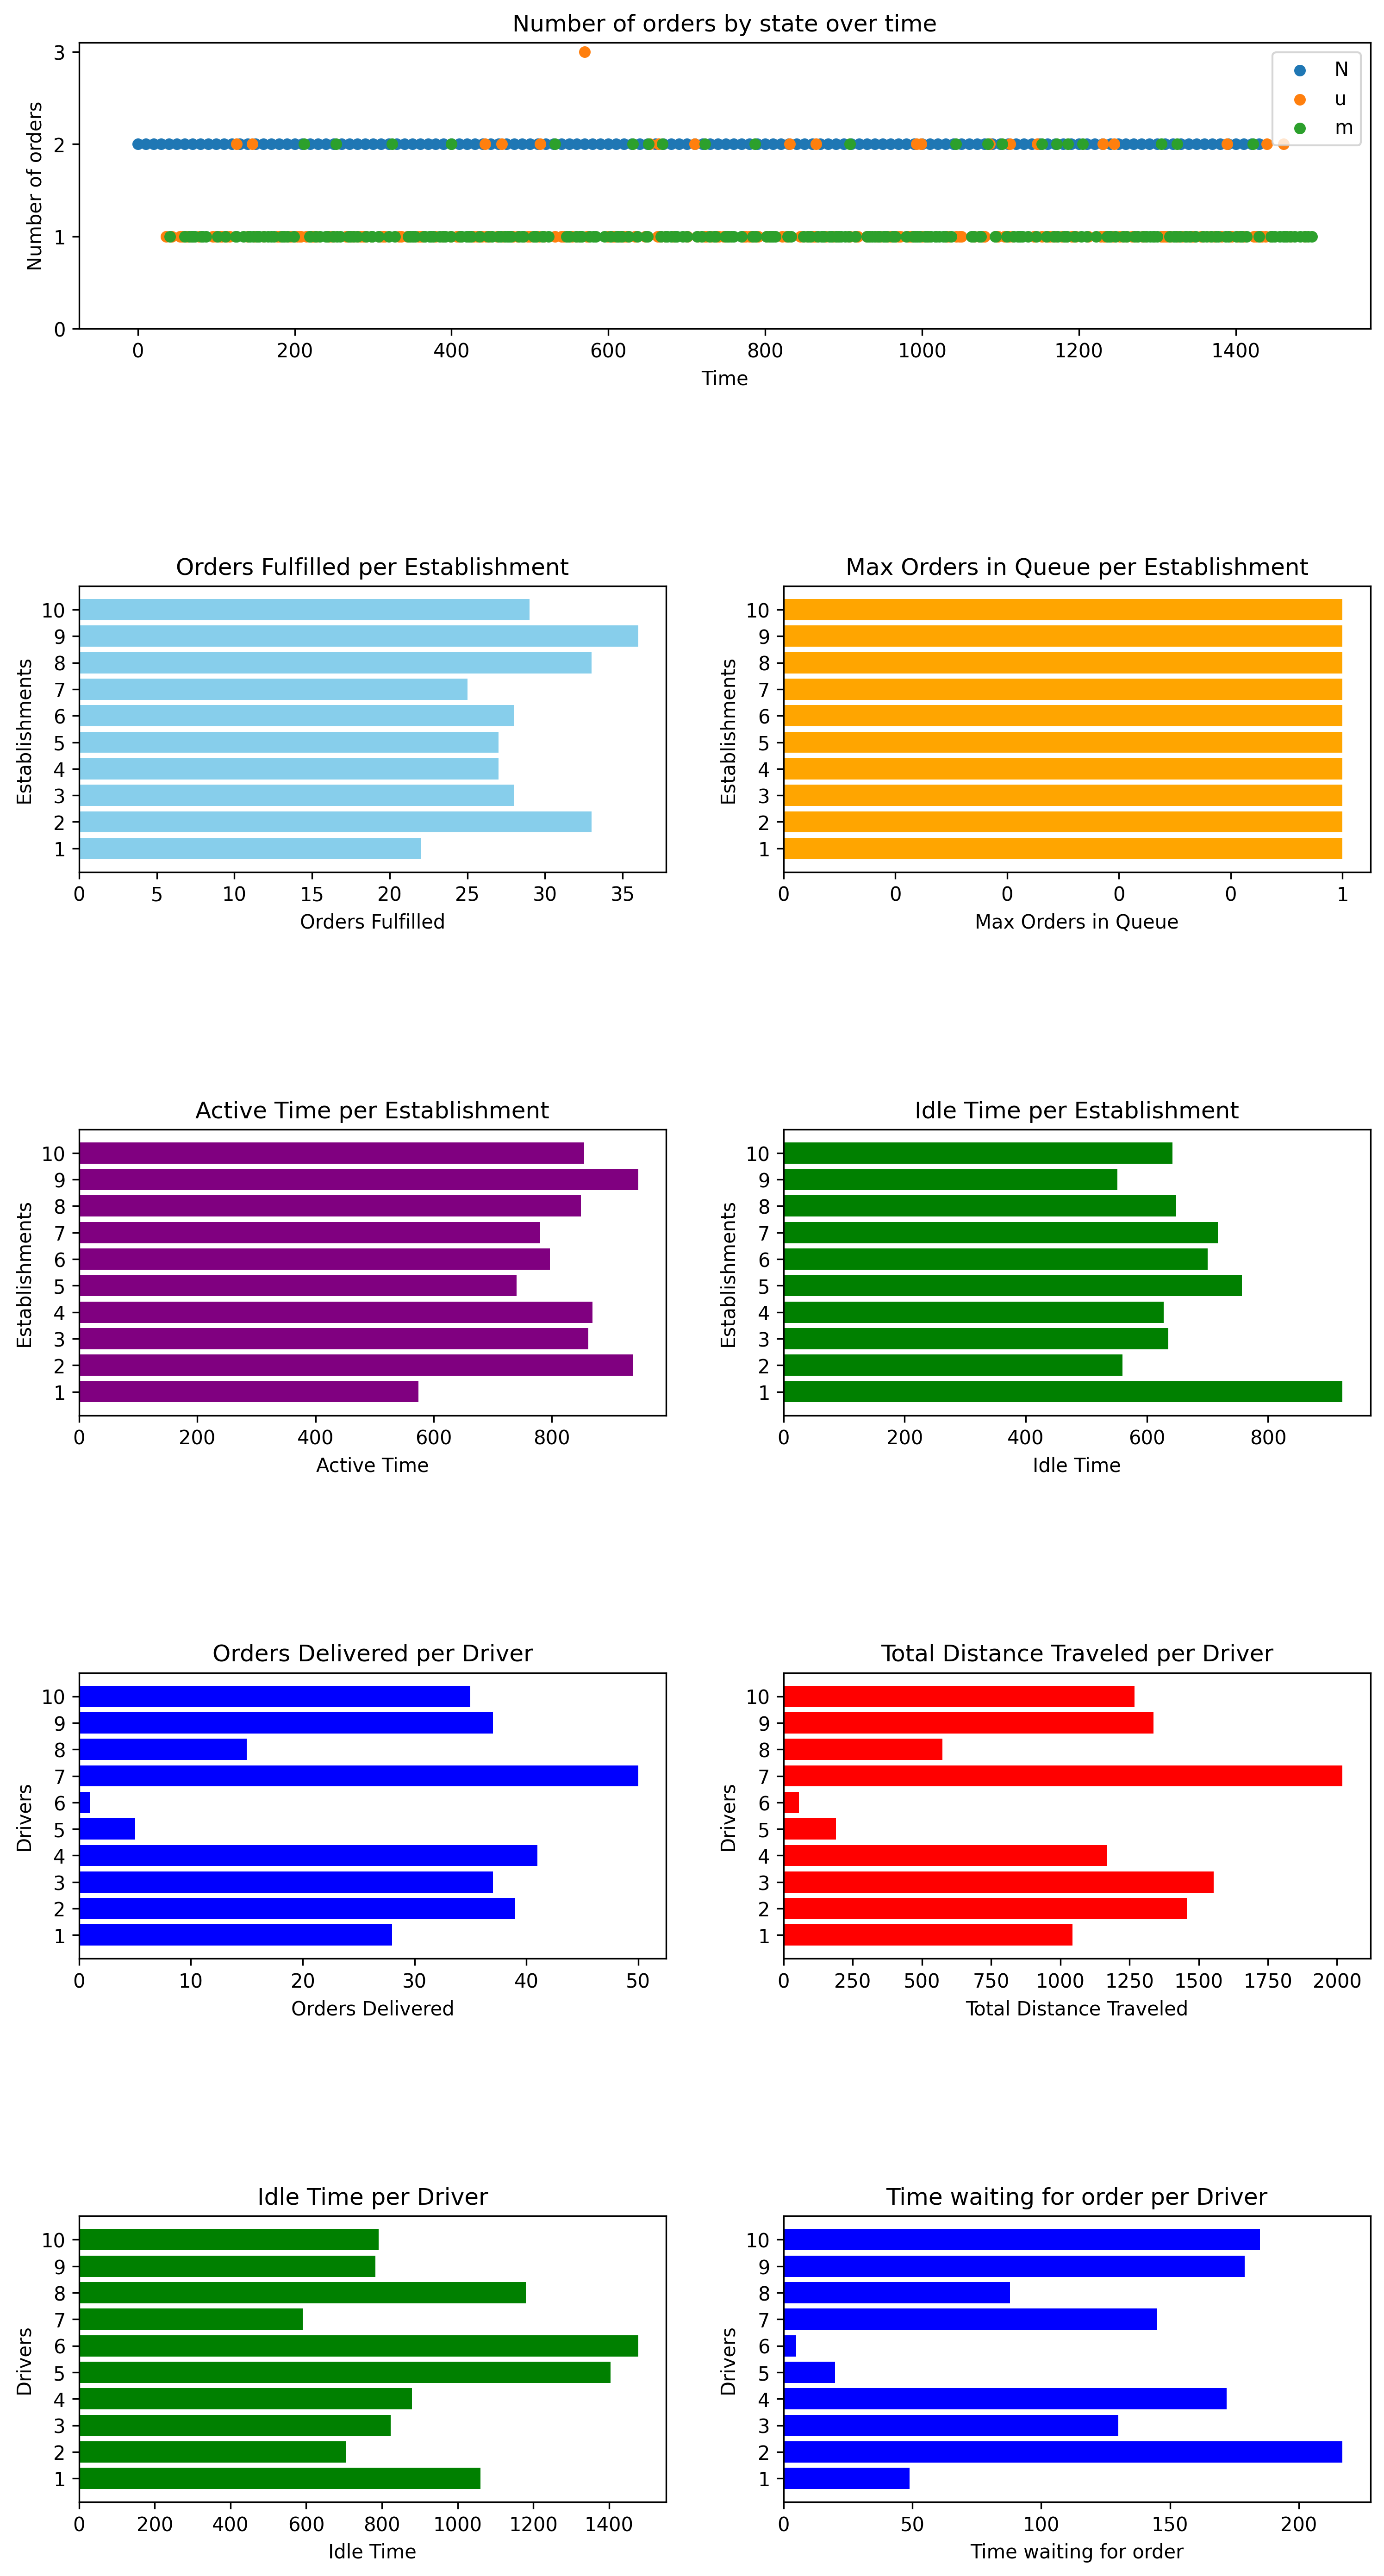 Number of orders by state over time
Number of orders
3
2
1
0
N
u
m
0 200 400 600 800 1000 1200 1400
Time
Orders Fulfilled per Establishment
Establishments
10
9
8
7
6
5
4
3
2
1
0 5 10 15 20 25 30 35
Orders Fulfilled
Max Orders in Queue per Establishment
Establishments
10
9
8
7
6
5
4
3
2
1
0 0 0 0 0 1
Max Orders in Queue
Active Time per Establishment
Establishments
10
9
8
7
6
5
4
3
2
1
0 200 400 600 800
Active Time
Idle Time per Establishment
Establishments
10
9
8
7
6
5
4
3
2
1
0 200 400 600 800
Idle Time
Orders Delivered per Driver
Drivers
10
9
8
7
6
5
4
3
2
1
0 10 20 30 40 50
Orders Delivered
Total Distance Traveled per Driver
Drivers
10
9
8
7
6
5
4
3
2
1
0 250 500 750 1000 1250 1500 1750 2000
Total Distance Traveled
Idle Time per Driver
Drivers
10
9
8
7
6
5
4
3
2
1
0 200 400 600 800 1000 1200 1400
Idle Time
Time waiting for order per Driver
Drivers
10
9
8
7
6
5
4
3
2
1
0 50 100 150 200
Time waiting for order